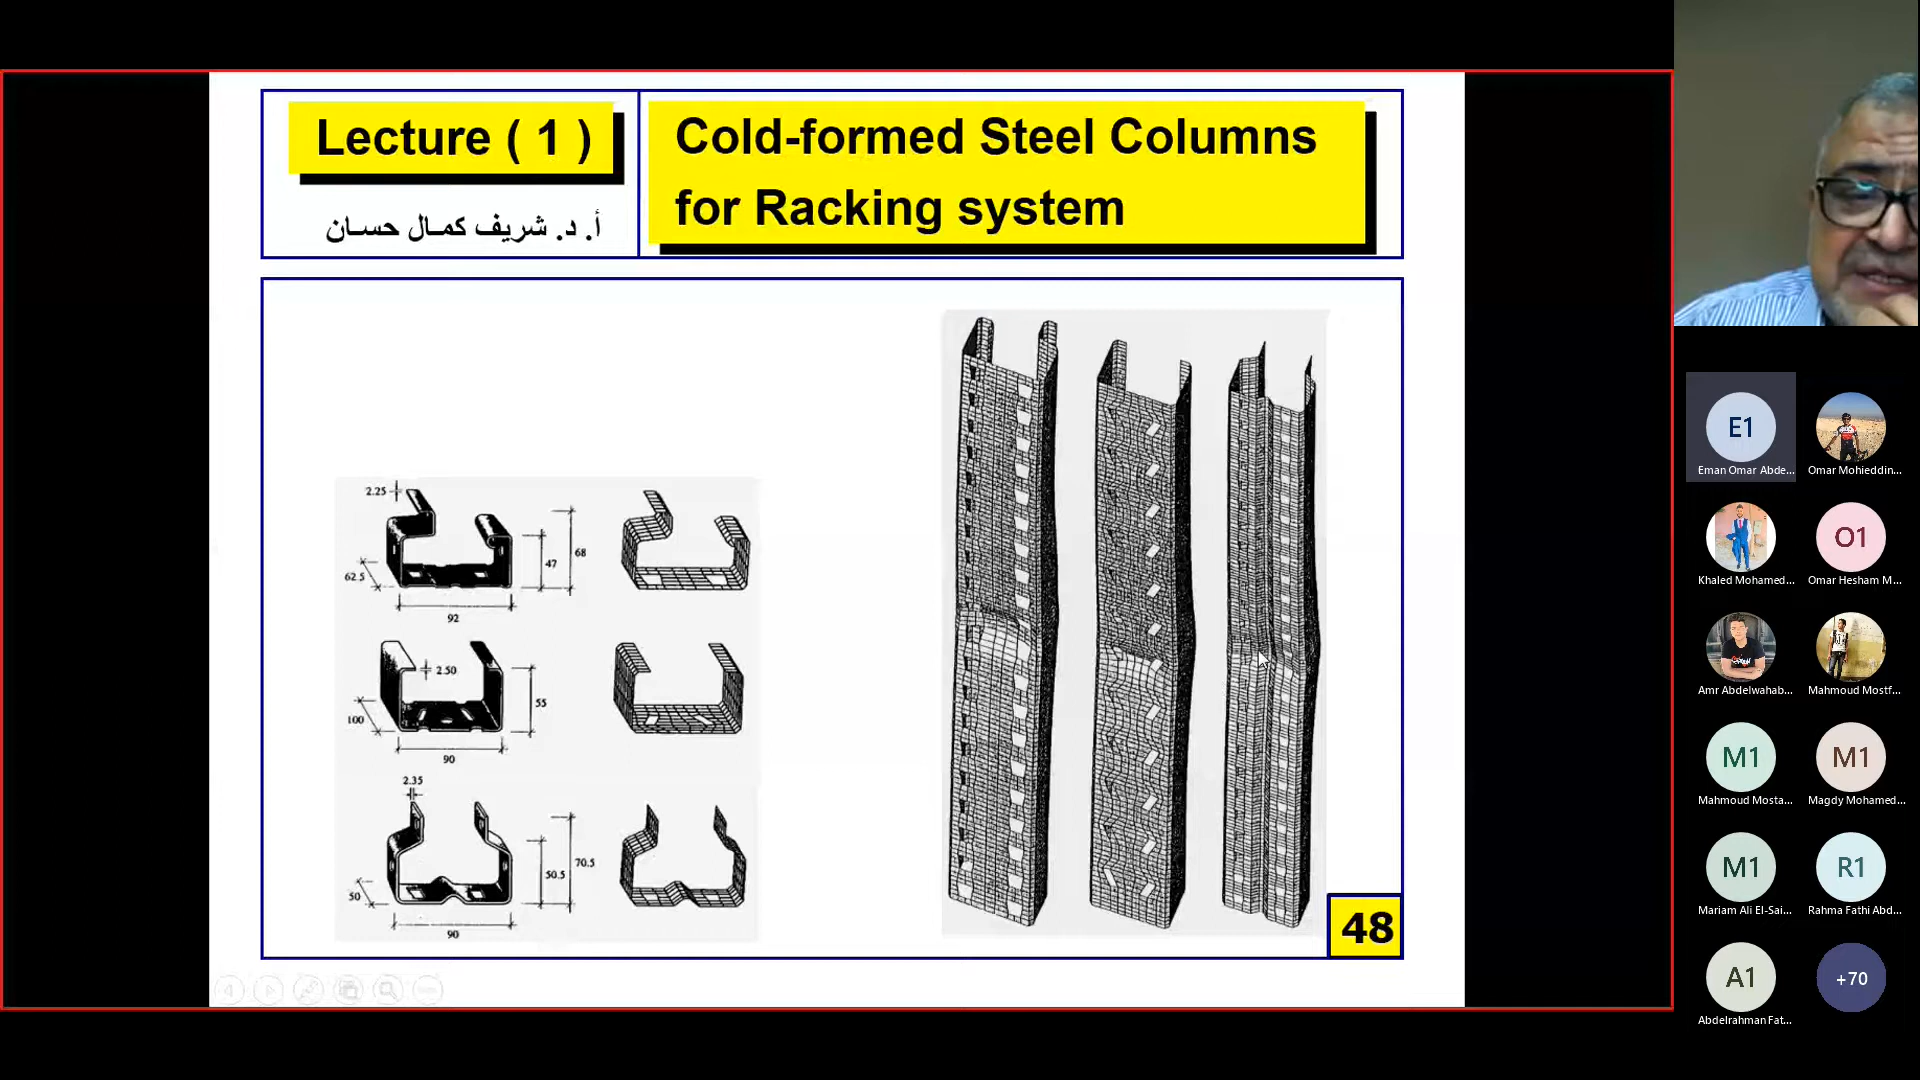 Lecture ( 1 )
أ. د. شريف كمـال حسـان
Cold-formed Steel Columns
for Racking system
2.25
68
47
62.5
92
2.50
55
100
90
2.35
70.5
50.5
50
90
48
E1
Eman Omar Abde...
Omar Mohieddin...
Khaled Mohamed...
O1
Omar Hesham M...
Amr Abdelwahab...
Mahmoud Mostf...
M1
Mahmoud Mosta...
M1
Magdy Mohamed...
M1
Mariam Ali El-Sai...
R1
Rahma Fathi Abd...
A1
Abdelrahman Fat...
+70